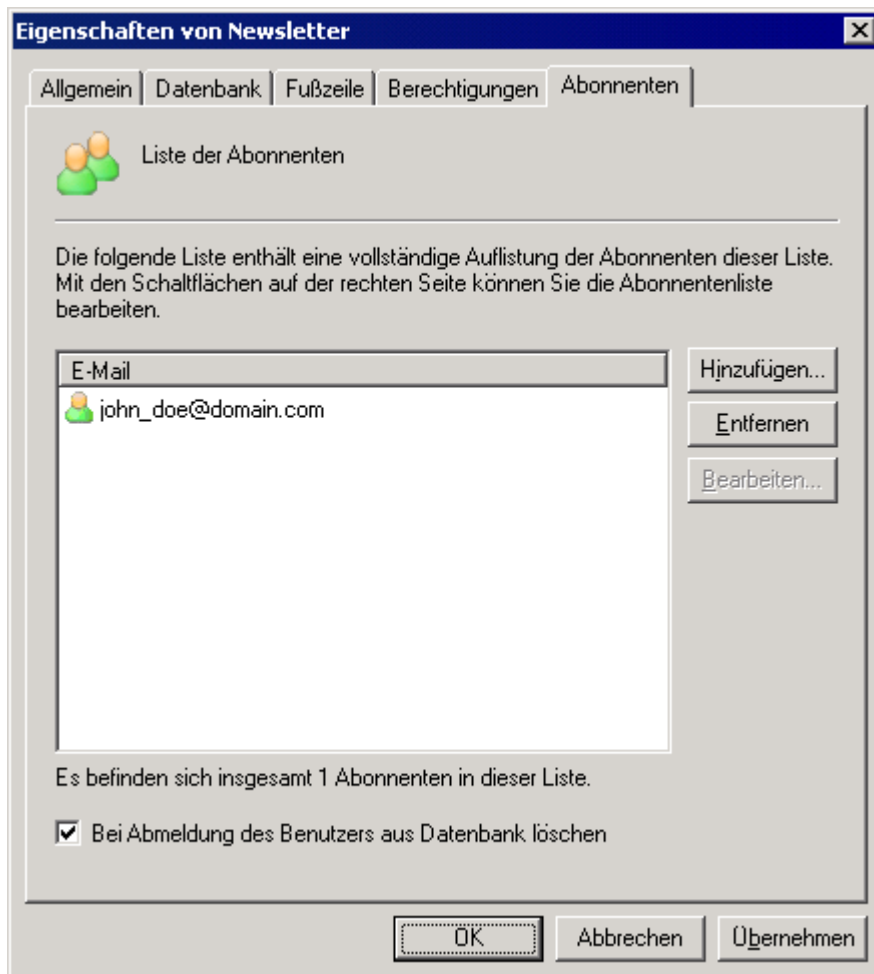 Eigenschaften von Newsletter
Allgemein Datenbank Fußzeile Berechtigungen Abonnenten
Liste der Abonnenten
Die folgende Liste enthält eine vollständige Auflistung der Abonnenten dieser Liste.
Mit den Schaltflächen auf der rechten Seite können Sie die Abonnentenliste
bearbeiten.
E-Mail
john_doe@domain.com
Hinzufügen...
Entfernen
Bearbeiten...
Es befinden sich insgesamt 1 Abonnenten in dieser Liste.
Bei Abmeldung des Benutzers aus Datenbank löschen
OK Abbrechen Übernehmen